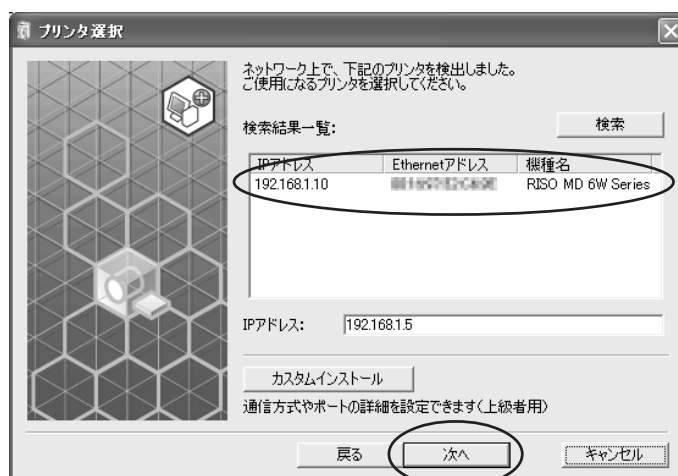 プリンタ選択
ネットワーク上で、下記のプリンタを検出しました。
ご使用になるプリンタを選択してください。
検索結果一覧:
検索
IPアドレス Ethernetアドレス 機種名
192.168.1.10 RISO MD 6W Series
IPアドレス: 192.168.1.5
カスタムインストール
通信方式やポートの詳細を設定できます(上級者用)
戻る 次へ キャンセル